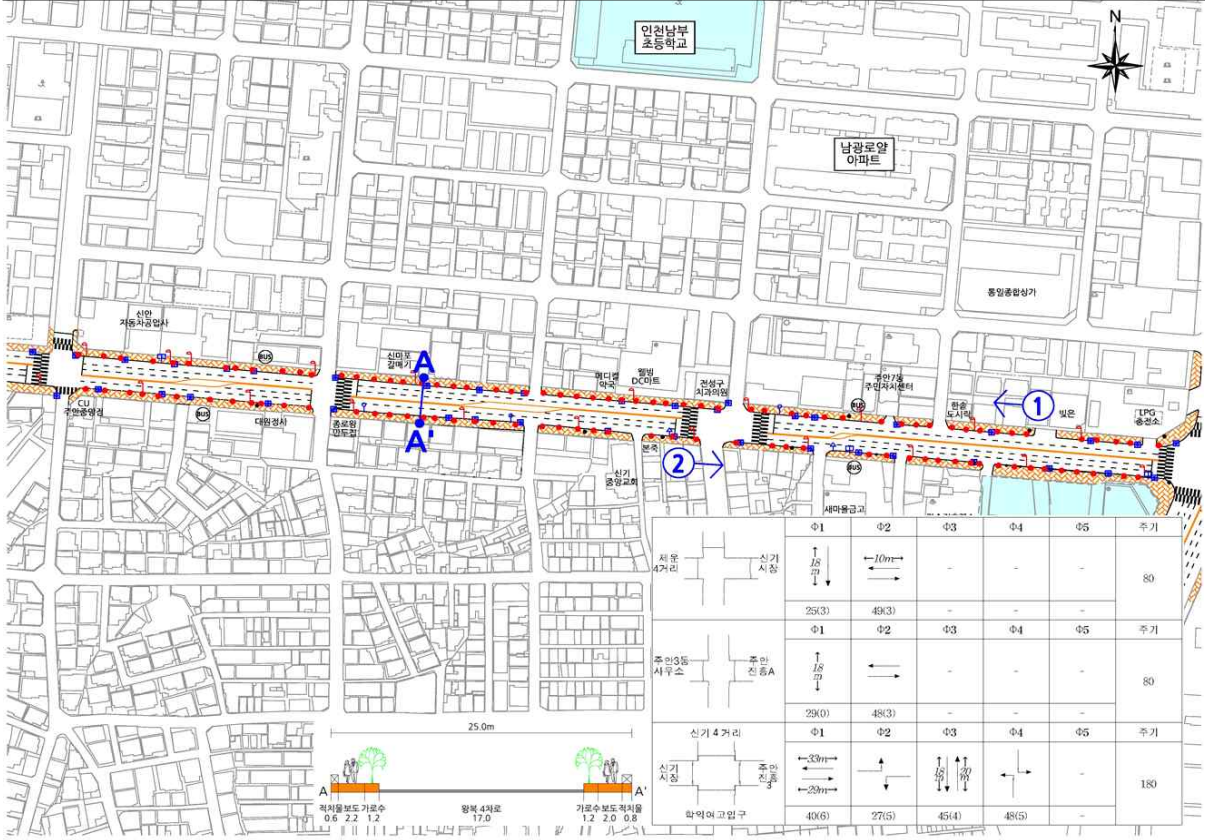 인천남부
초등학교
N
남광로얄
아파트
통일종합상가
신안
자동차공업사
BUS
신마포
갈매기
A
메디컬
약국
웰빙
DC마트
전성구
치과의원
주안7동
주민자치센터
BUS
한솥
도시락
①
빛은
LPG
충전소
CU
주안중앙점
BUS
대원정사
종로왕
만두집
A'
본죽
②
신기
중앙교회
BUS
새마을금고
Φ1 Φ2 Φ3 Φ4 Φ5 주기
제운
4거리
신기
시장
18m
10m
- - -
80
25(3) 49(3) - - -
Φ1 Φ2 Φ3 Φ4 Φ5 주기
주안3동
사무소
주안
진흥A
18m
- - -
80
29(0) 48(3) - - -
신기 4거리
Φ1 Φ2 Φ3 Φ4 Φ5 주기
신기
시장
주안
진흥
3
학익여고입구
33m
29m
18m
20m
-
180
40(6) 27(5) 45(4) 48(5) -
25.0m
A A'
적치물 보도 가로수 왕복 4차로 가로수 보도 적치물
0.6 2.2 1.2 17.0 1.2 2.0 0.8